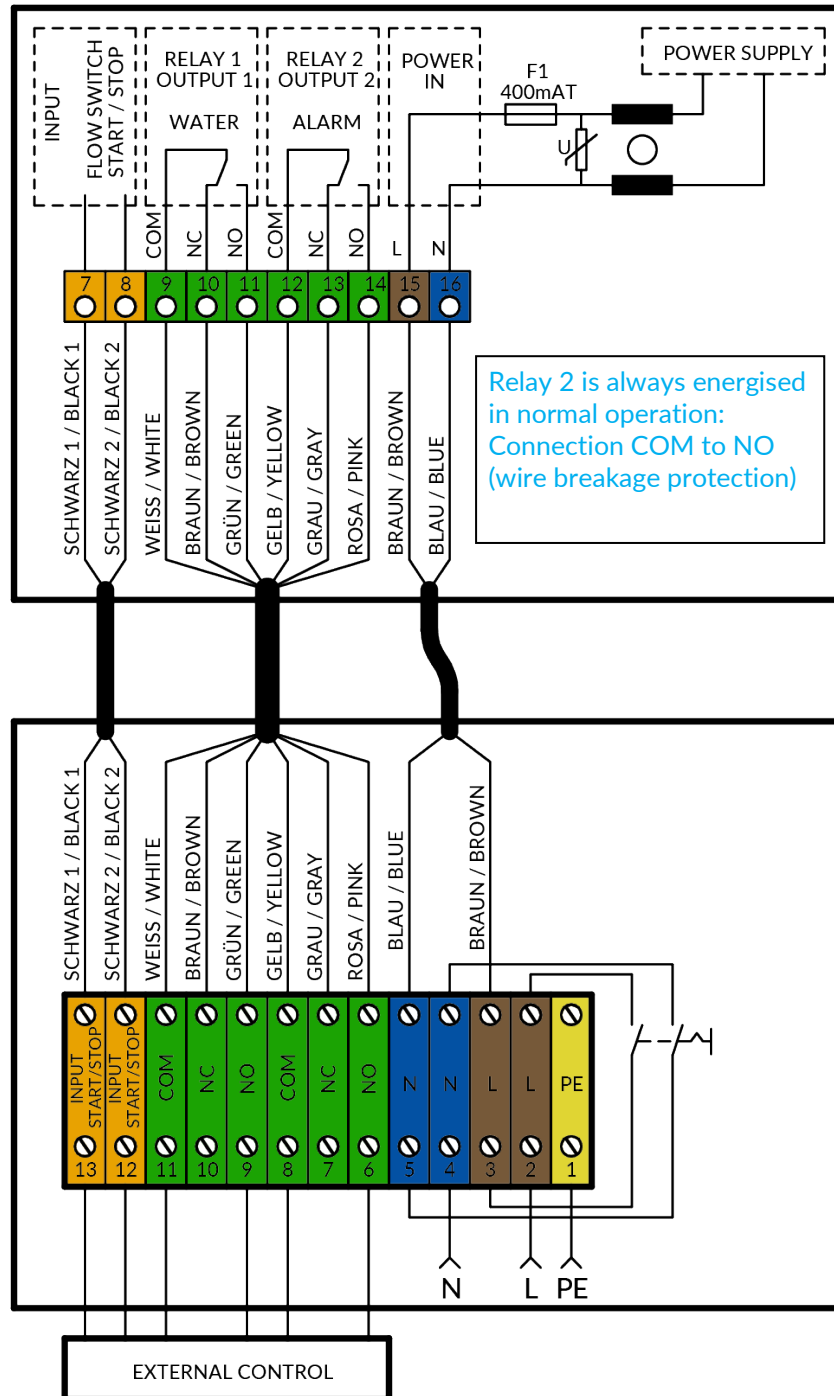 INPUT
FLOW SWITCH
START / STOP
RELAY 1
OUTPUT 1
WATER
RELAY 2
OUTPUT 2
ALARM
POWER
IN
F1
400mAT
U
POWER SUPPLY
COM
NC
NO
COM
NC
NO
L
N
7
8
9
10
11
12
13
14
15
16
SCHWARZ 1 / BLACK 1
SCHWARZ 2 / BLACK 2
WEISS / WHITE
BRAUN / BROWN
GRÜN / GREEN
GELB / YELLOW
GRAU / GRAY
ROSA / PINK
BRAUN / BROWN
BLAU / BLUE
Relay 2 is always energised
in normal operation:
Connection COM to NO
(wire breakage protection)
SCHWARZ 1 / BLACK 1
SCHWARZ 2 / BLACK 2
WEISS / WHITE
BRAUN / BROWN
GRÜN / GREEN
GELB / YELLOW
GRAU / GRAY
ROSA / PINK
BLAU / BLUE
BRAUN / BROWN
INPUT
START/STOP
INPUT
START/STOP
COM
NC
NO
COM
NC
NO
N
N
L
L
PE
13
12
11
10
9
8
7
6
5
4
3
2
1
N
L
PE
EXTERNAL CONTROL